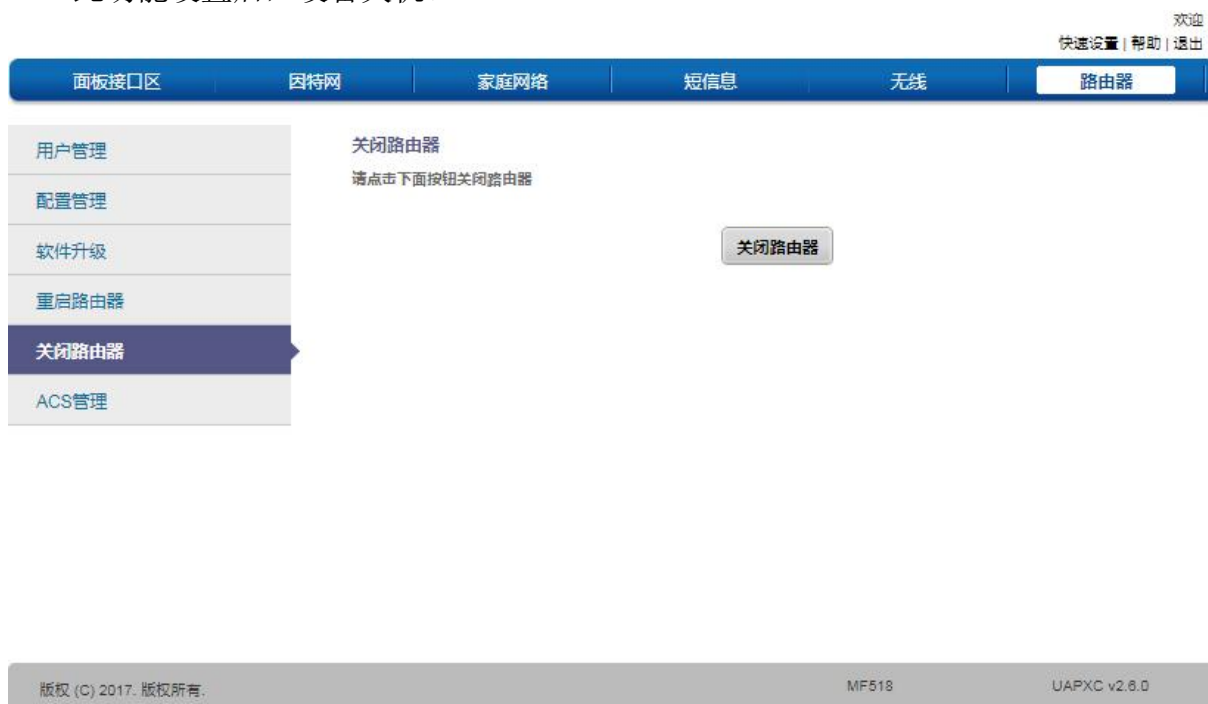 欢迎
快速设置 | 帮助 | 退出
面板接口区 因特网 家庭网络 短信息 无线 路由器
用户管理
配置管理
软件升级
重启路由器
关闭路由器
ACS管理
关闭路由器
请点击下面按钮关闭路由器
关闭路由器
版权 (C) 2017. 版权所有. MF518 UAPXC v2.6.0